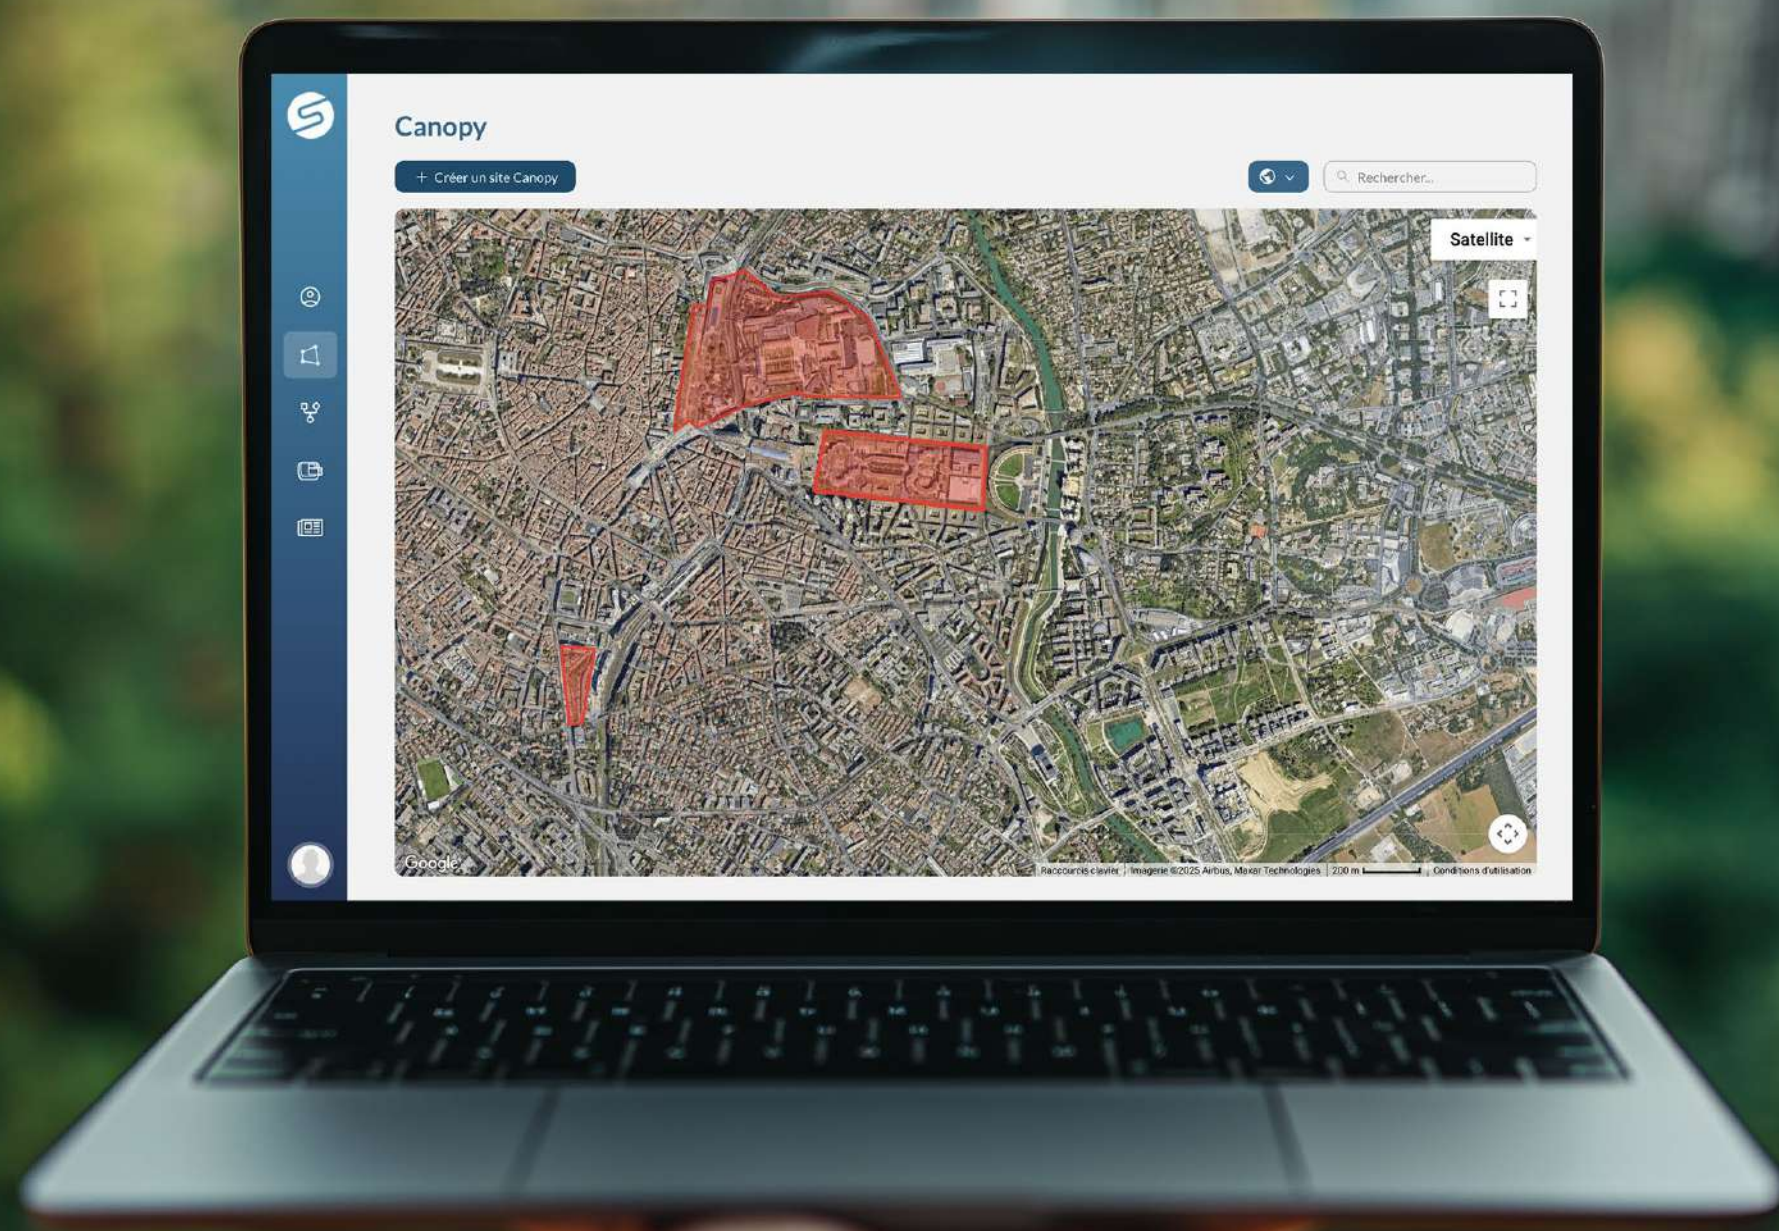 Canopy
+ Créer un site Canopy
Rechercher...
Satellite
Google
Raccourcis clavier
Imagerie ©2025 Airbus, Maxar Technologies
200 m
Conditions d'utilisation